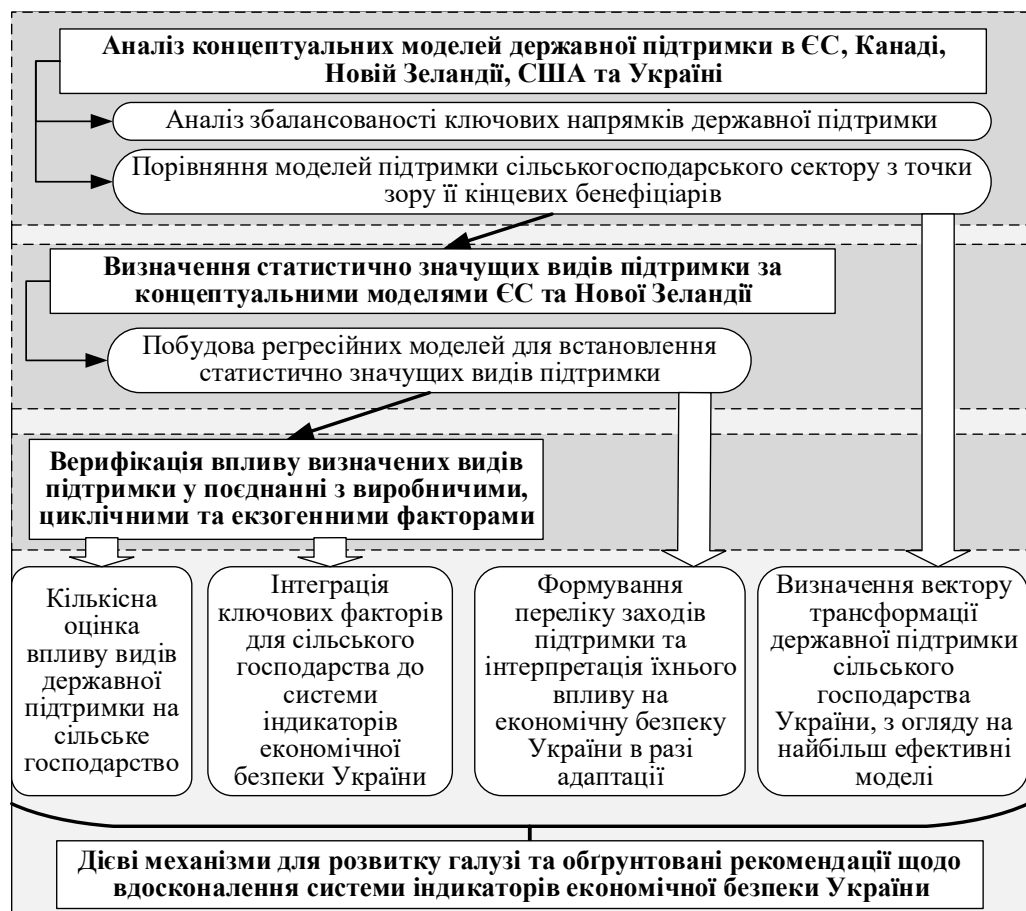 Аналіз концептуальних моделей державної підтримки в ЄС, Канаді,
Новій Зеландії, США та Україні
Аналіз збалансованості ключових напрямків державної підтримки
Порівняння моделей підтримки сільськогосподарського сектору з точки
зору її кінцевих бенефіціарів
Визначення статистично значущих видів підтримки за
концептуальними моделями ЄС та Нової Зеландії
Побудова регресійних моделей для встановлення
статистично значущих видів підтримки
Верифікація впливу визначених видів
підтримки у поєднанні з виробничими,
циклічними та екзогенними факторами
Кількісна
оцінка
впливу видів
державної
підтримки на
сільське
господарство
Інтеграція
ключових факторів
для сільського
господарства до
системи
індикаторів
економічної
безпеки України
Формування
переліку заходів
підтримки та
інтерпретація їхнього
впливу на
економічну безпеку
України в разі
адаптації
Визначення вектору
трансформації
державної підтримки
сільського
господарства
України, з огляду на
найбільш ефективні
моделі
Дієві механізми для розвитку галузі та обґрунтовані рекомендації щодо
вдосконалення системи індикаторів економічної безпеки України